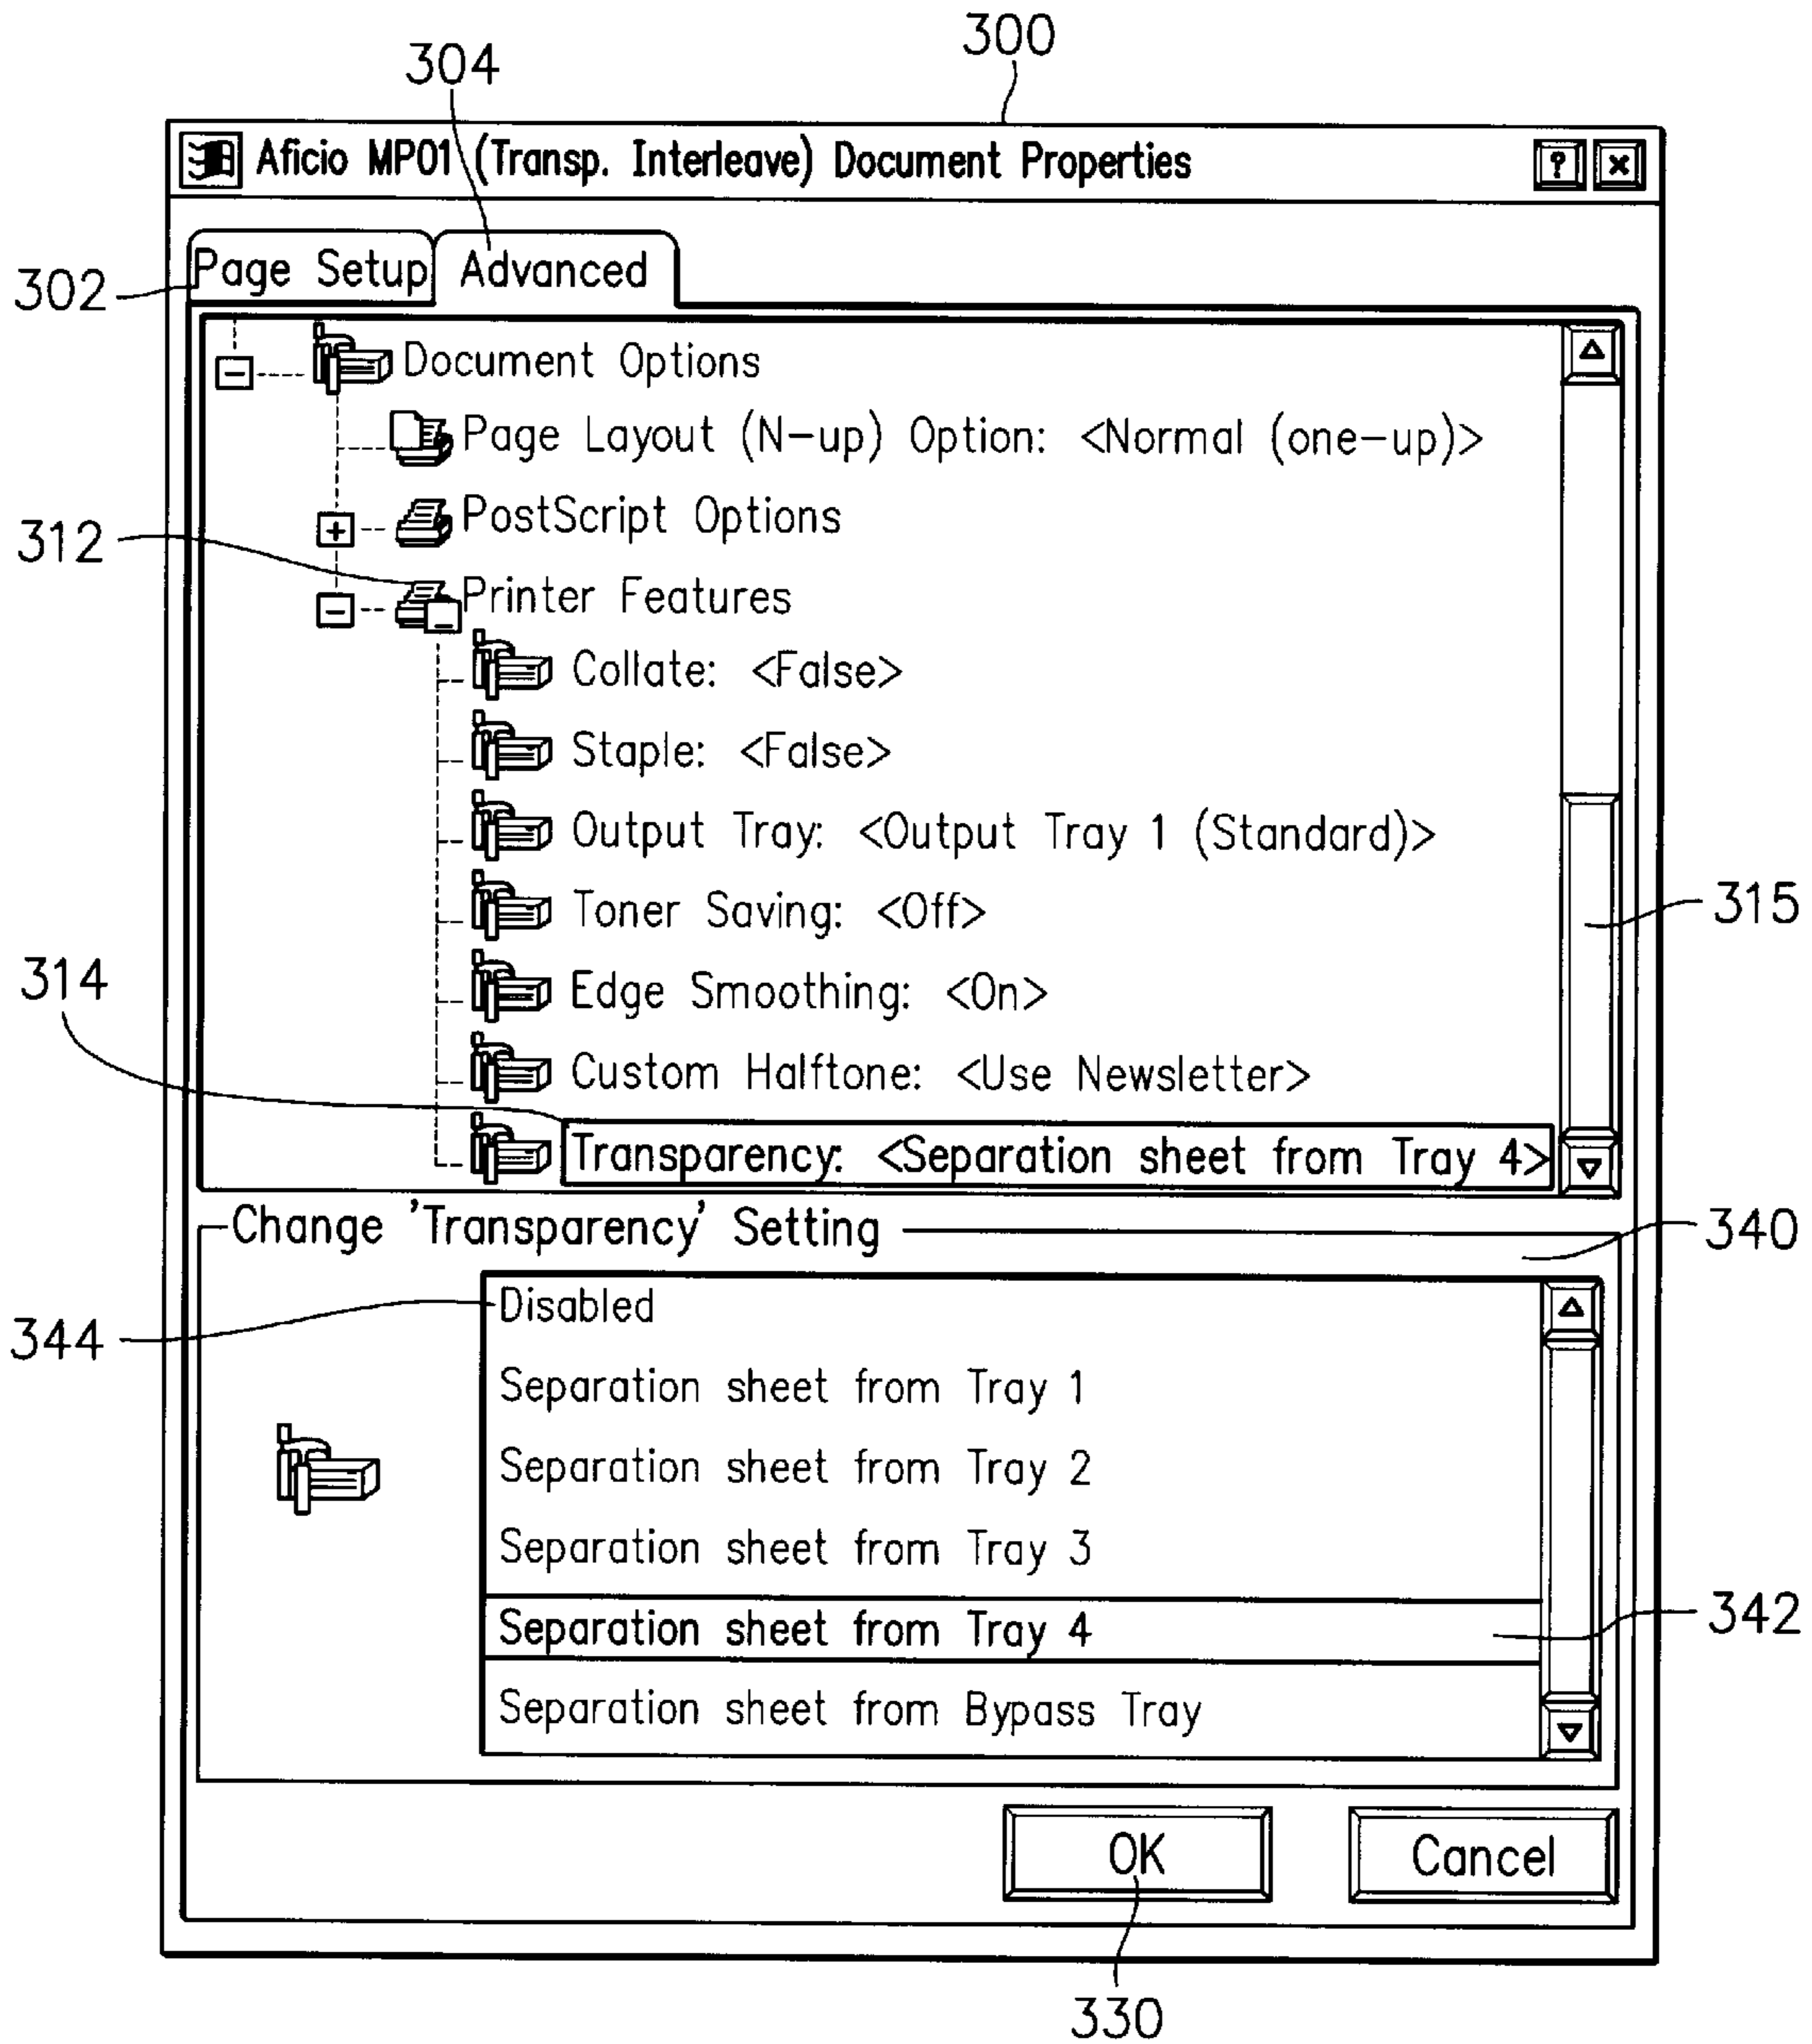 300
304
Aficio MP01 (Transp. Interleave) Document Properties ? ×
302 Page Setup Advanced
Document Options
Page Layout (N-up) Option: <Normal (one-up)>
PostScript Options
312
Printer Features
Collate: <False>
Staple: <False>
Output Tray: <Output Tray 1 (Standard)>
Toner Saving: <Off> 315
314 Edge Smoothing: <On>
Custom Halftone: <Use Newsletter>
Transparency: <Separation sheet from Tray 4>
Change 'Transparency' Setting 340
344 Disabled
Separation sheet from Tray 1
Separation sheet from Tray 2
Separation sheet from Tray 3
Separation sheet from Tray 4 342
Separation sheet from Bypass Tray
OK Cancel
330